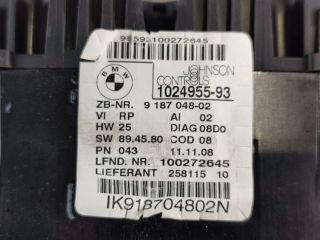 98593100272645
BMW
JOHNSON
CONTROLS
1024955-93
ZB-NR. 9 187 048-02
VI RP AI 02
HW 25 DIAG 08D0
SW 89.45.80 COD 08
PN 043 11.11.08
LFND. NR. 100272645
LIEFERANT 258115 10
IK918704802N